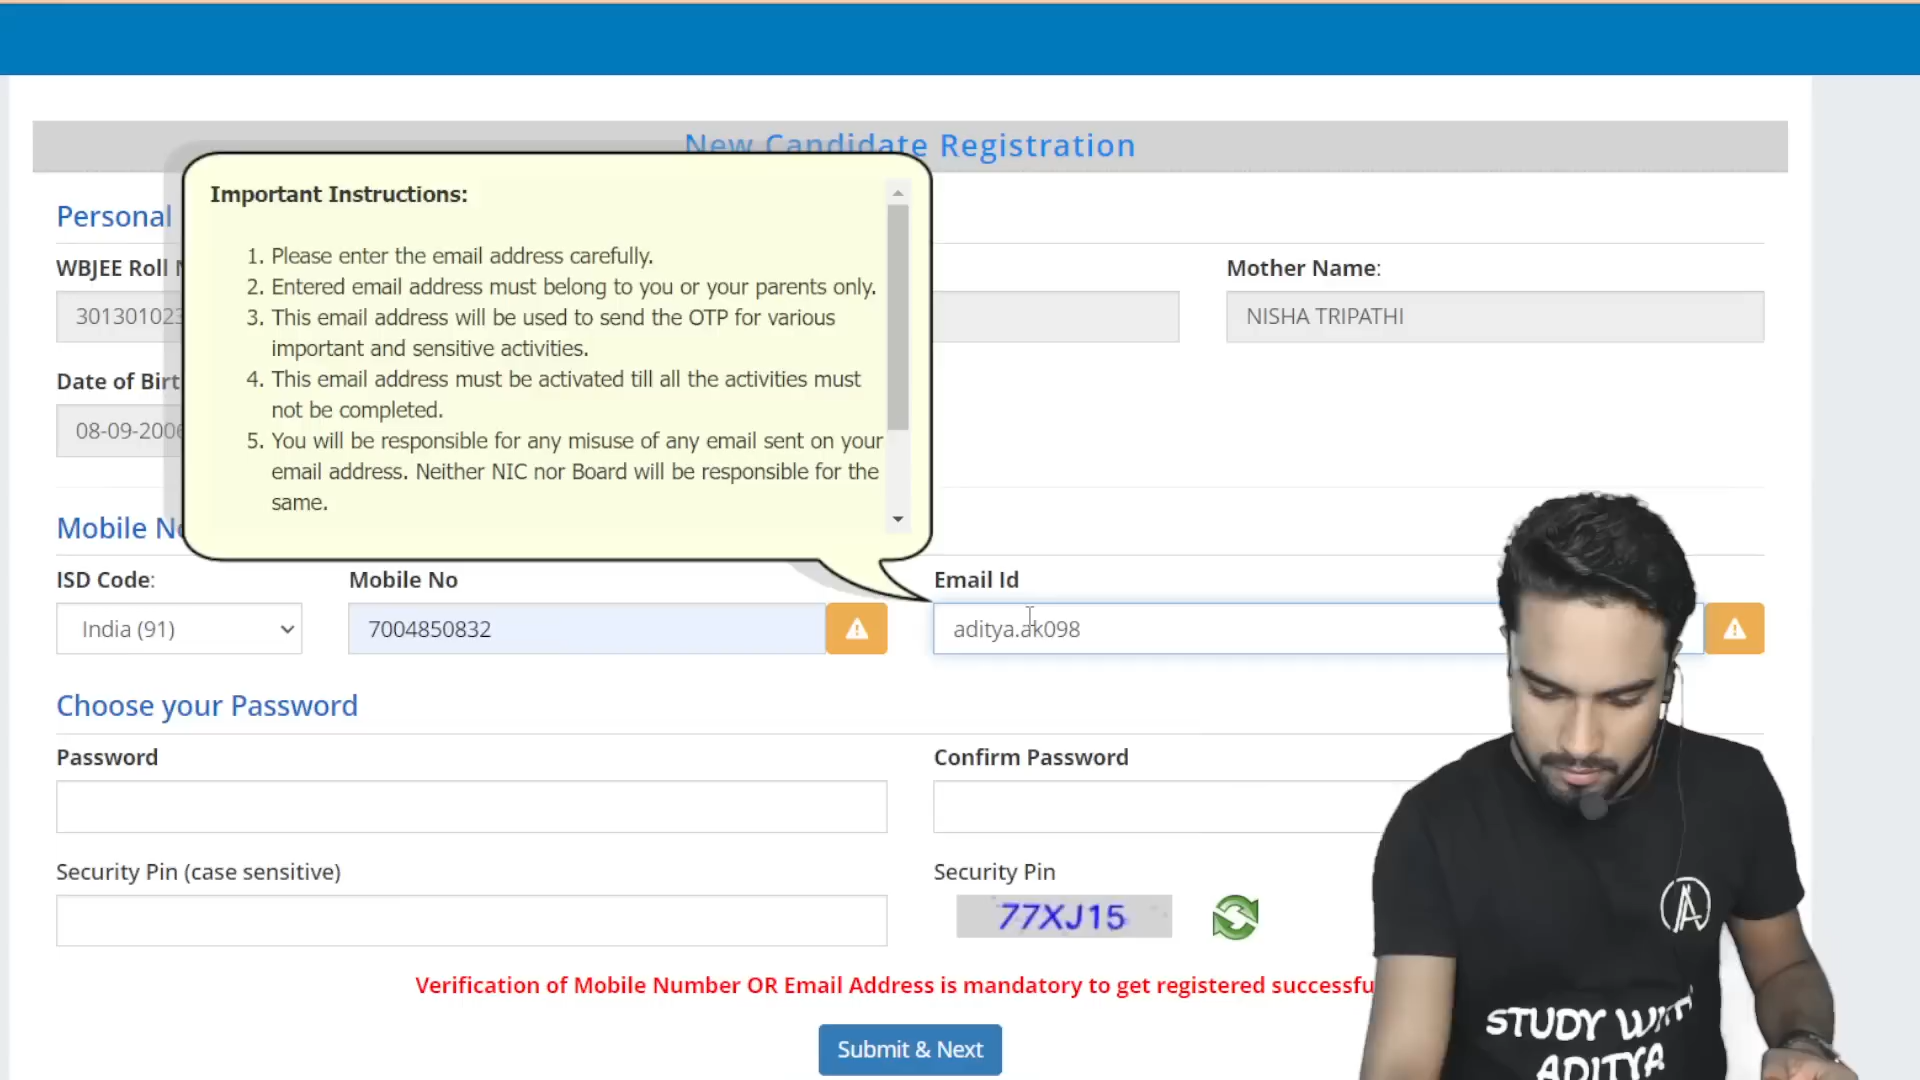 New Candidate Registration
Important Instructions:
1. Please enter the email address carefully.
2. Entered email address must belong to you or your parents only.
3. This email address will be used to send the OTP for various
important and sensitive activities.
4. This email address must be activated till all the activities must
not be completed.
5. You will be responsible for any misuse of any email sent on your
email address. Neither NIC nor Board will be responsible for the
same.
Personal
WBJEE Roll
Mother Name:
301301023
NISHA TRIPATHI
Date of Birt
08-09-2006
Mobile
ISD Code:
Mobile No
Email Id
India (91)
7004850832
aditya.ak098
Choose your Password
Password
Confirm Password
Security Pin (case sensitive)
Security Pin
77XJ15
Verification of Mobile Number OR Email Address is mandatory to get registered successfu
Submit & Next
STUDY WITH
ADITYA